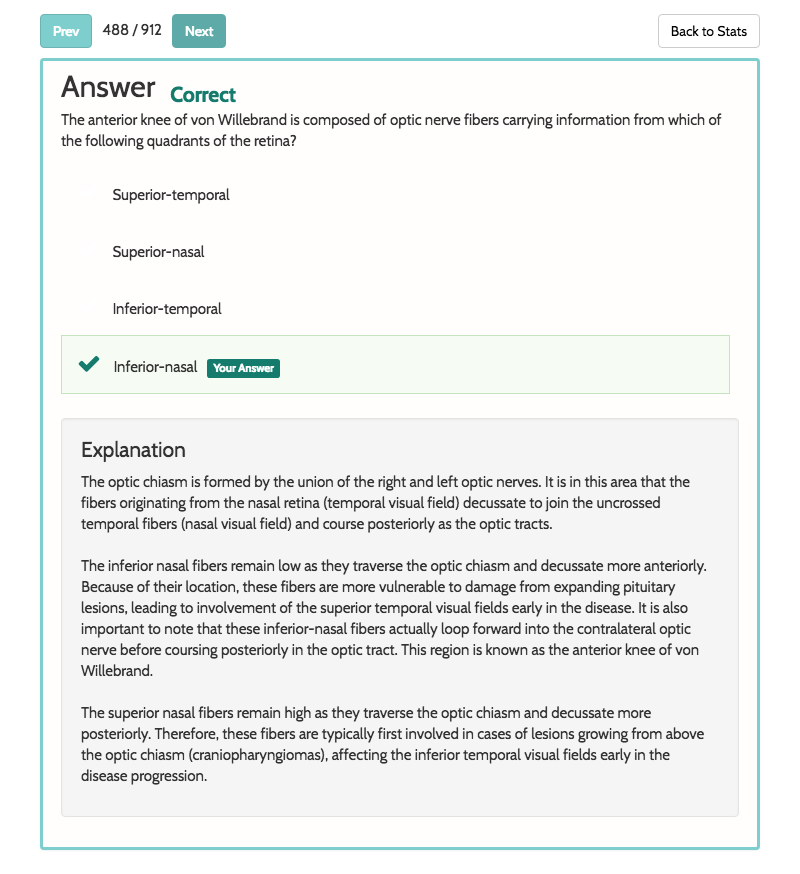 Prev 488 / 912 Next Back to Stats
Answer Correct
The anterior knee of von Willebrand is composed of optic nerve fibers carrying information from which of
the following quadrants of the retina?
Superior-temporal
Superior-nasal
Inferior-temporal
Inferior-nasal Your Answer
Explanation
The optic chiasm is formed by the union of the right and left optic nerves. It is in this area that the
fibers originating from the nasal retina (temporal visual field) decussate to join the uncrossed
temporal fibers (nasal visual field) and course posteriorly as the optic tracts.
The inferior nasal fibers remain low as they traverse the optic chiasm and decussate more anteriorly.
Because of their location, these fibers are more vulnerable to damage from expanding pituitary
lesions, leading to involvement of the superior temporal visual fields early in the disease. It is also
important to note that these inferior-nasal fibers actually loop forward into the contralateral optic
nerve before coursing posteriorly in the optic tract. This region is known as the anterior knee of von
Willebrand.
The superior nasal fibers remain high as they traverse the optic chiasm and decussate more
posteriorly. Therefore, these fibers are typically first involved in cases of lesions growing from above
the optic chiasm (craniopharyngiomas), affecting the inferior temporal visual fields early in the
disease progression.